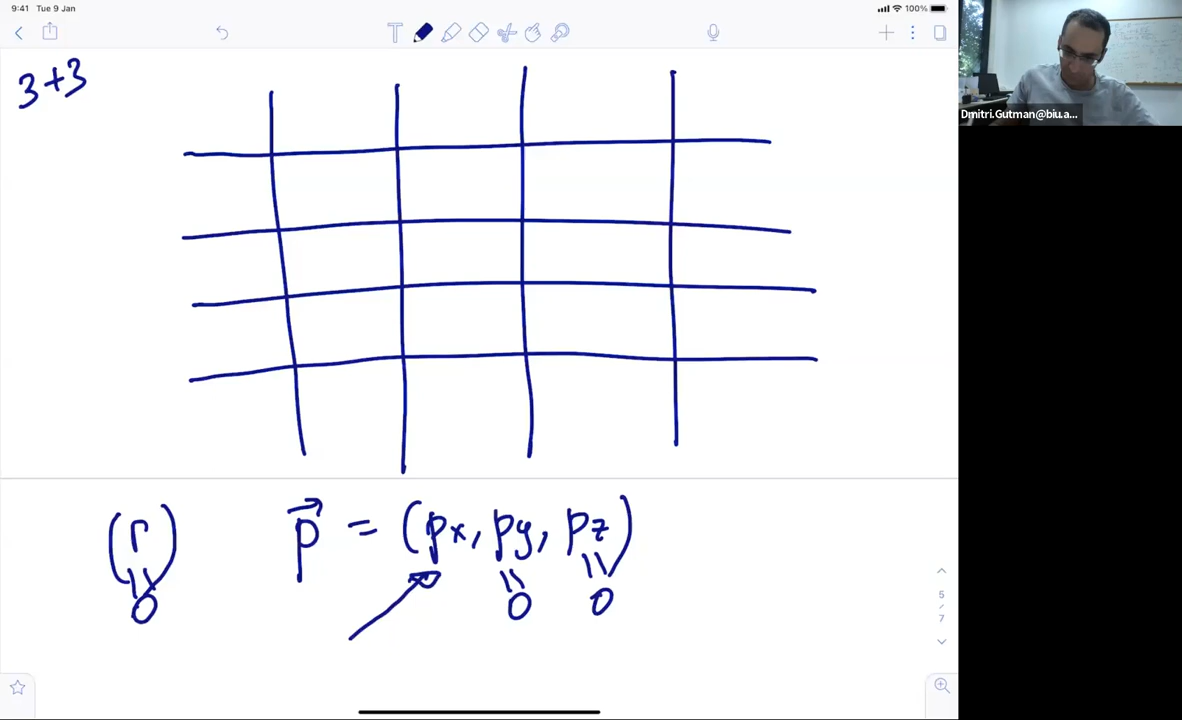 9:41 Tue 9 Jan
100%
T
3+3
Dmitri.Gutman@biu.a...
(r) p⃗ = (px, py, pz)
= 0 = 0 = 0
5
/
7